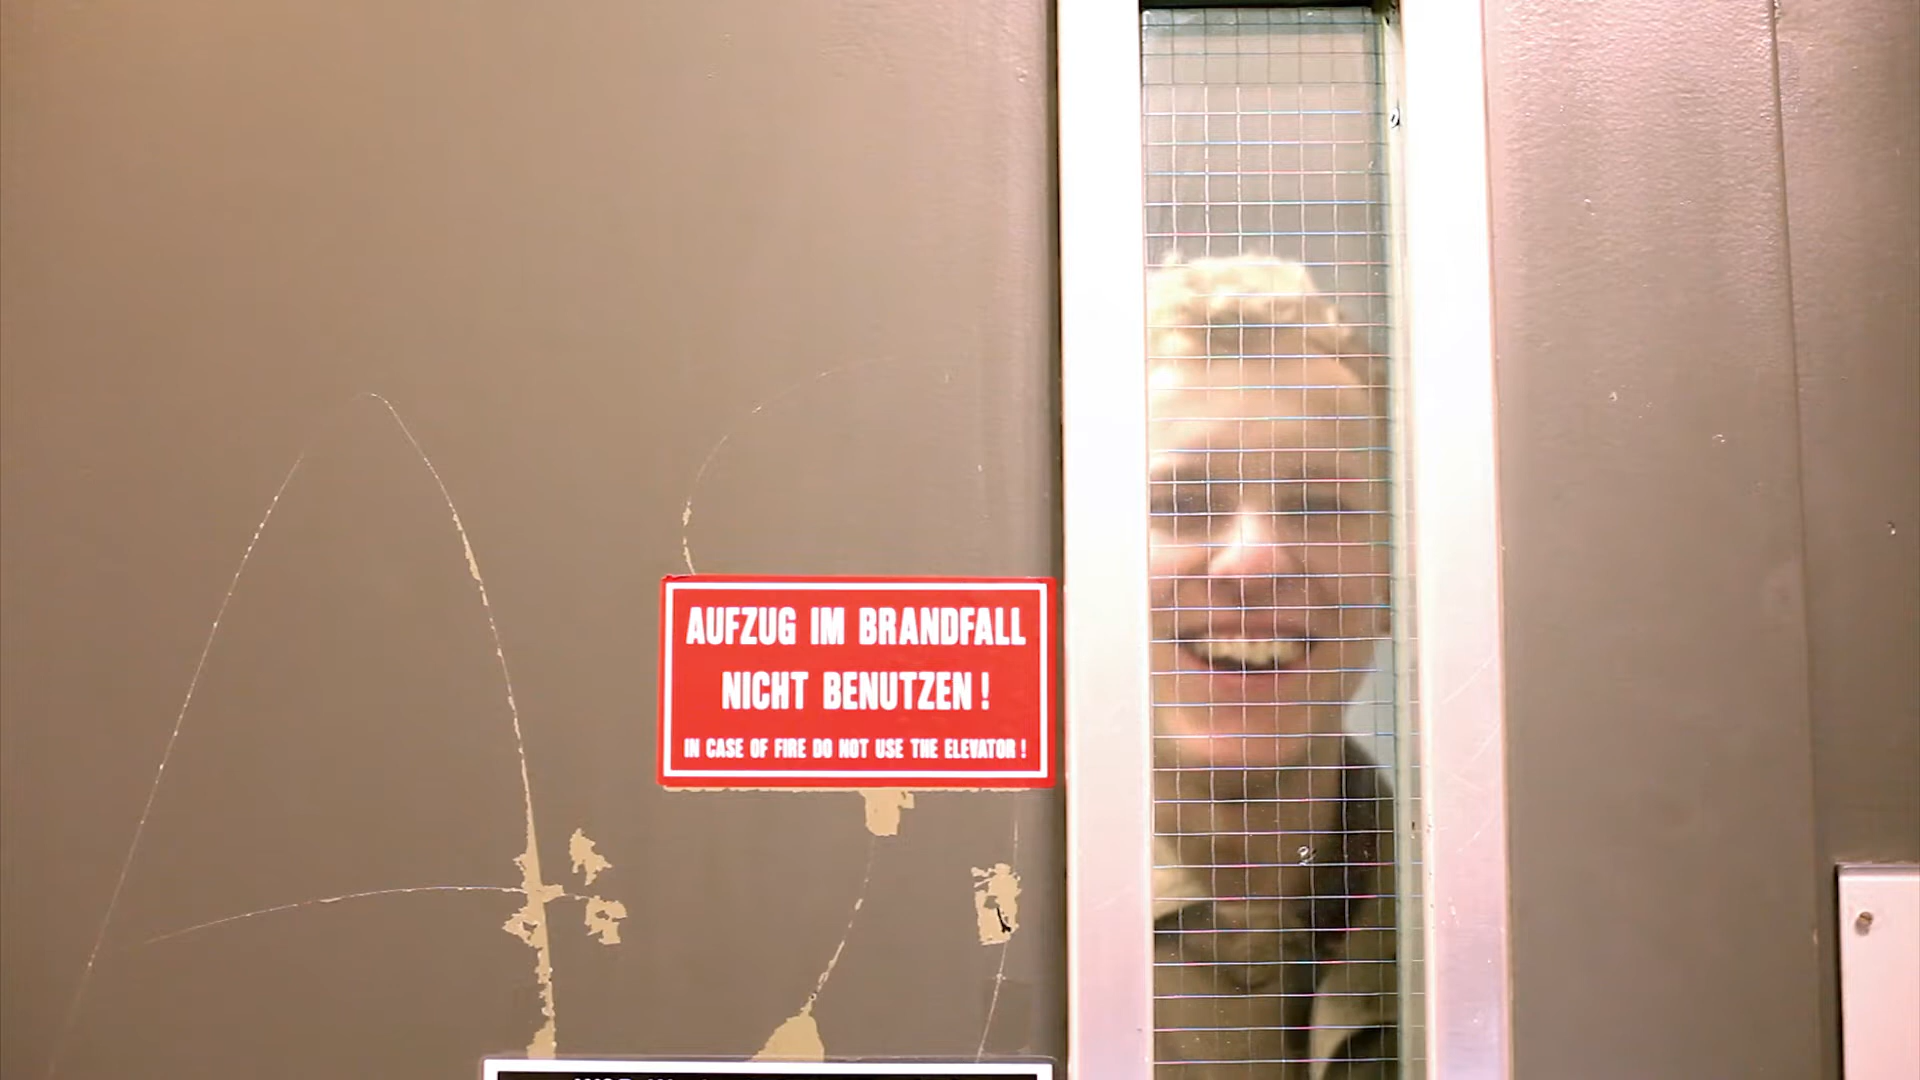 AUFZUG IM BRANDFALL
NICHT BENUTZEN!
IN CASE OF FIRE DO NOT USE THE ELEVATOR!